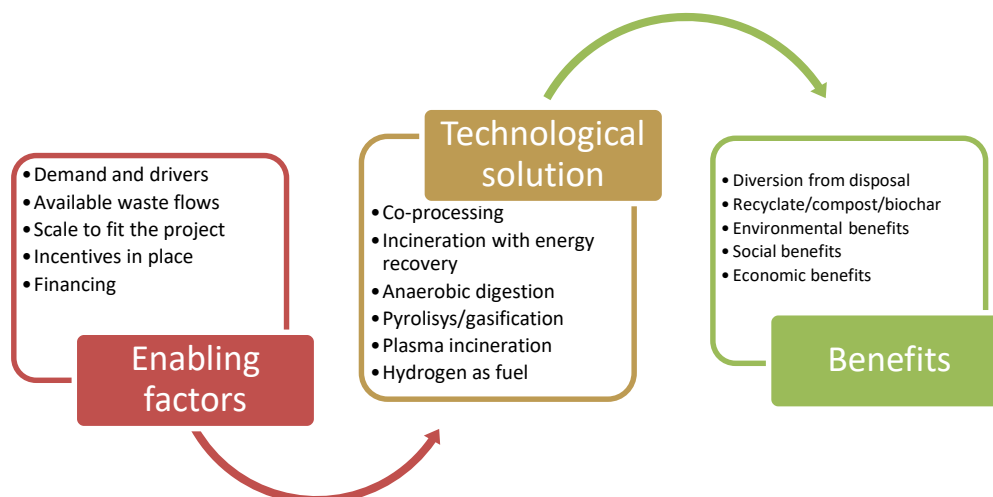 • Demand and drivers
• Available waste flows
• Scale to fit the project
• Incentives in place
• Financing
Enabling
factors
Technological
solution
• Co-processing
• Incineration with energy
recovery
• Anaerobic digestion
• Pyrolisys/gasification
• Plasma incineration
• Hydrogen as fuel
• Diversion from disposal
• Recyclate/compost/biochar
• Environmental benefits
• Social benefits
• Economic benefits
Benefits